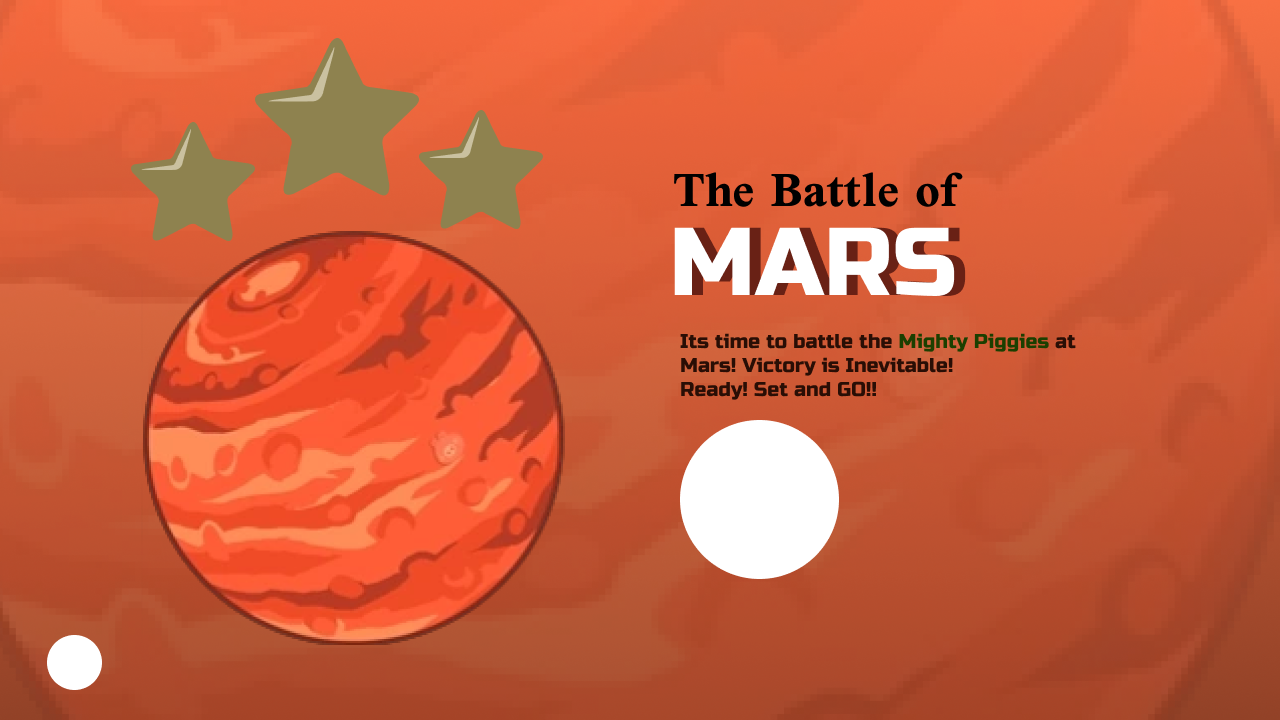 The Battle of
MARS
Its time to battle the Mighty Piggies at
Mars! Victory is Inevitable!
Ready! Set and GO!!